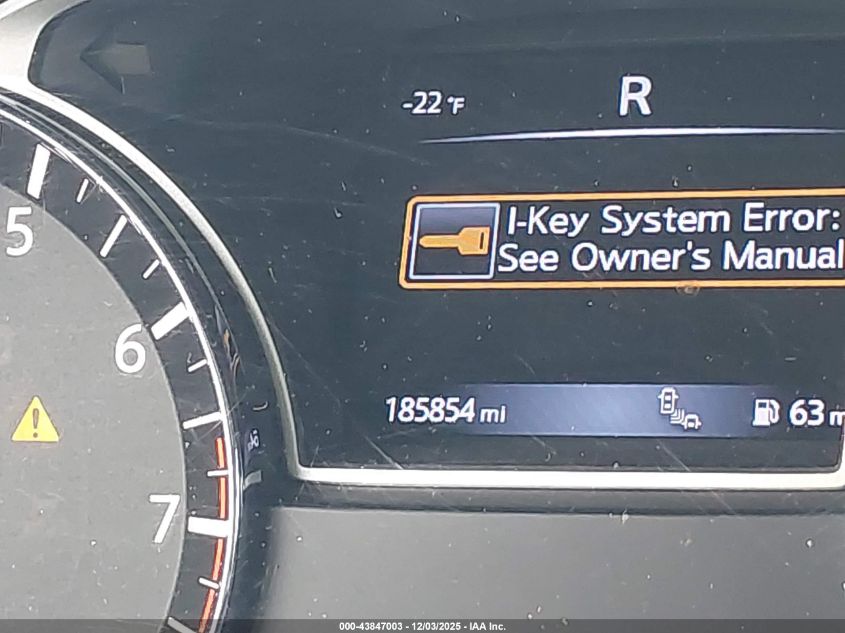 -22 °F
R
I-Key System Error:
See Owner's Manual
185854 mi
63 m
5
6
7
000-43847003 - 12/03/2025 - IAA Inc.